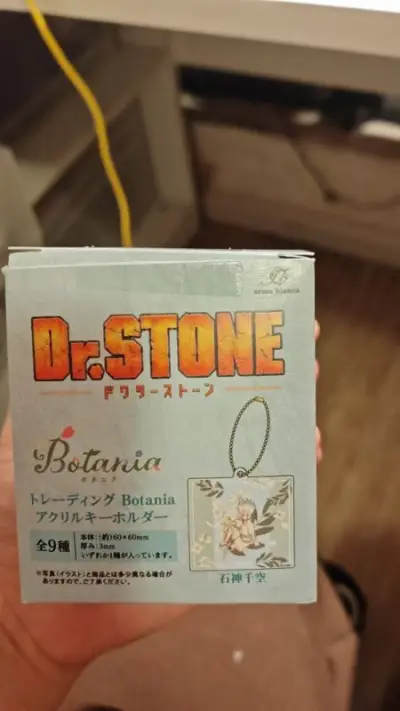 arma bianca
Dr.STONE
ドクターストーン
Botania
ボタニア
トレーディング Botania
アクリルキーホルダー
全9種
本体:(約)60×60mm
厚み:3mm
いずれか1種が入っています。
※写真(イラスト)と商品とは多少異なる場合が
ありますので、ご了承ください。
石神千空